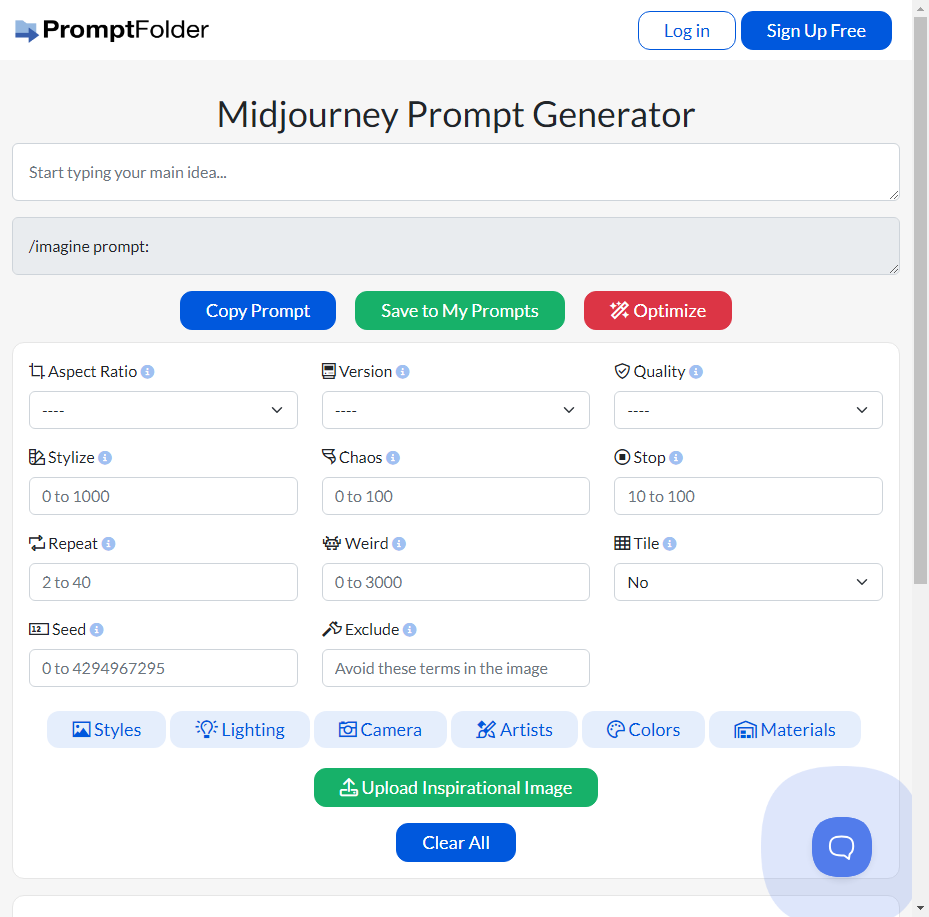 PromptFolder Log in Sign Up Free
Midjourney Prompt Generator
Start typing your main idea...
/imagine prompt:
Copy Prompt Save to My Prompts Optimize
Aspect Ratio Version Quality
---- ---- ----
Stylize Chaos Stop
0 to 1000 0 to 100 10 to 100
Repeat Weird Tile
2 to 40 0 to 3000 No
Seed Exclude
0 to 4294967295 Avoid these terms in the image
Styles Lighting Camera Artists Colors Materials
Upload Inspirational Image
Clear All